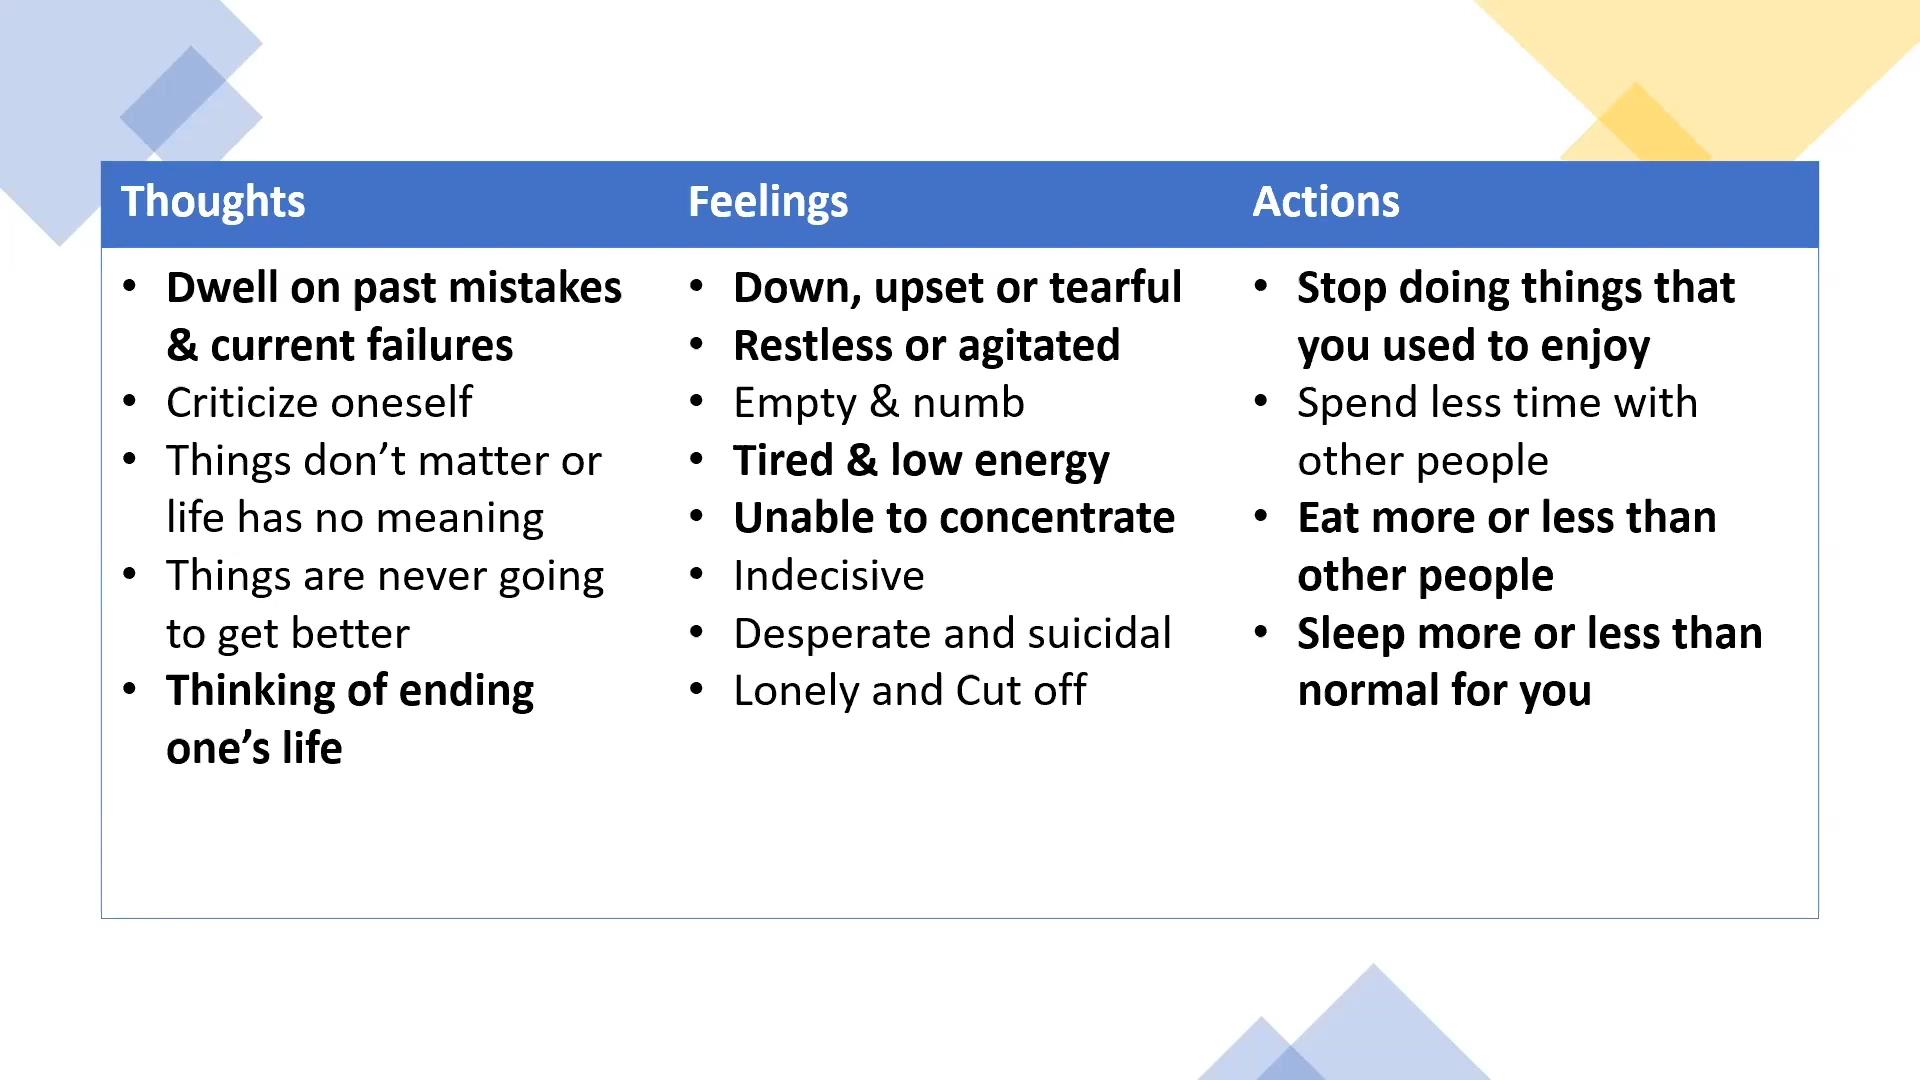 Thoughts
Feelings
Actions
• Dwell on past mistakes
& current failures
• Criticize oneself
• Things don’t matter or
life has no meaning
• Things are never going
to get better
• Thinking of ending
one’s life
• Down, upset or tearful
• Restless or agitated
• Empty & numb
• Tired & low energy
• Unable to concentrate
• Indecisive
• Desperate and suicidal
• Lonely and Cut off
• Stop doing things that
you used to enjoy
• Spend less time with
other people
• Eat more or less than
other people
• Sleep more or less than
normal for you